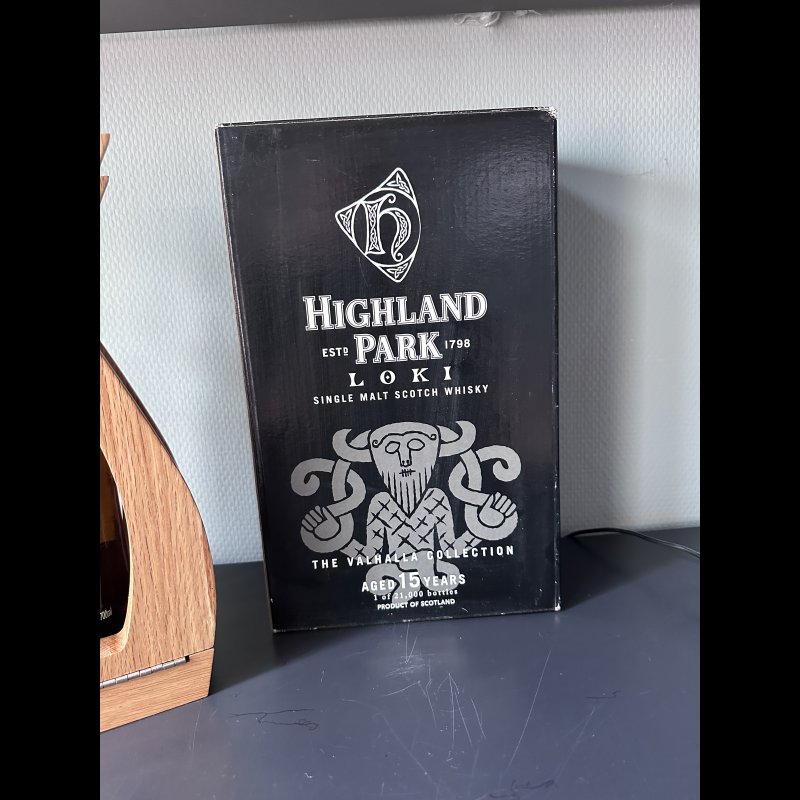 h
HIGHLAND
ESTD PARK 1798
LOKI
SINGLE MALT SCOTCH WHISKY
THE VALHALLA COLLECTION
AGED 15 YEARS
1 of 21,000 bottles
PRODUCT OF SCOTLAND
700ml